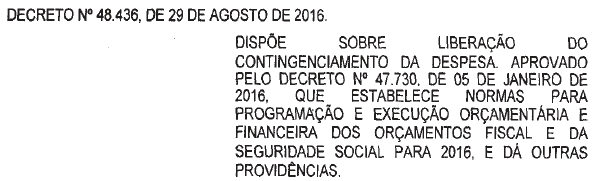 DECRETO Nº 48.436, DE 29 DE AGOSTO DE 2016.
DISPÕE SOBRE LIBERAÇÃO DO
CONTINGENCIAMENTO DA DESPESA. APROVADO
PELO DECRETO Nº 47.730, DE 05 DE JANEIRO DE
2016, QUE ESTABELECE NORMAS PARA
PROGRAMAÇÃO E EXECUÇÃO ORÇAMENTÁRIA E
FINANCEIRA DOS ORÇAMENTOS FISCAL E DA
SEGURIDADE SOCIAL PARA 2016, E DÁ OUTRAS
PROVIDÊNCIAS.